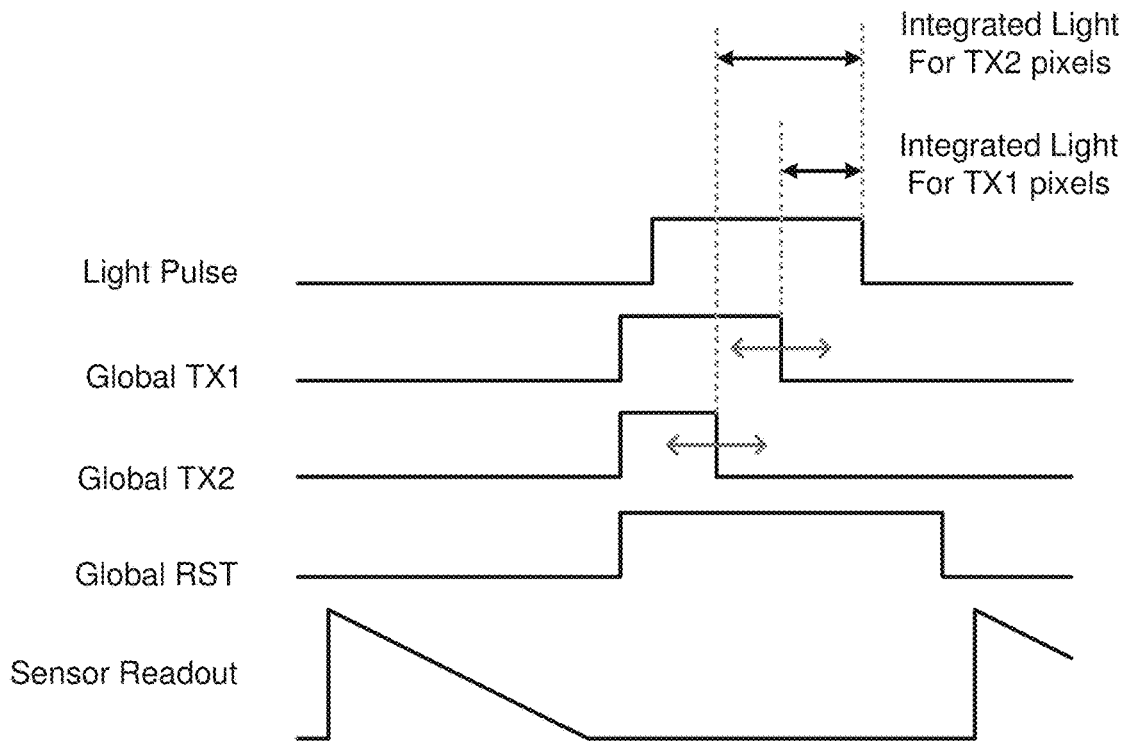 Integrated Light
For TX2 pixels
Integrated Light
For TX1 pixels
Light Pulse
Global TX1
Global TX2
Global RST
Sensor Readout